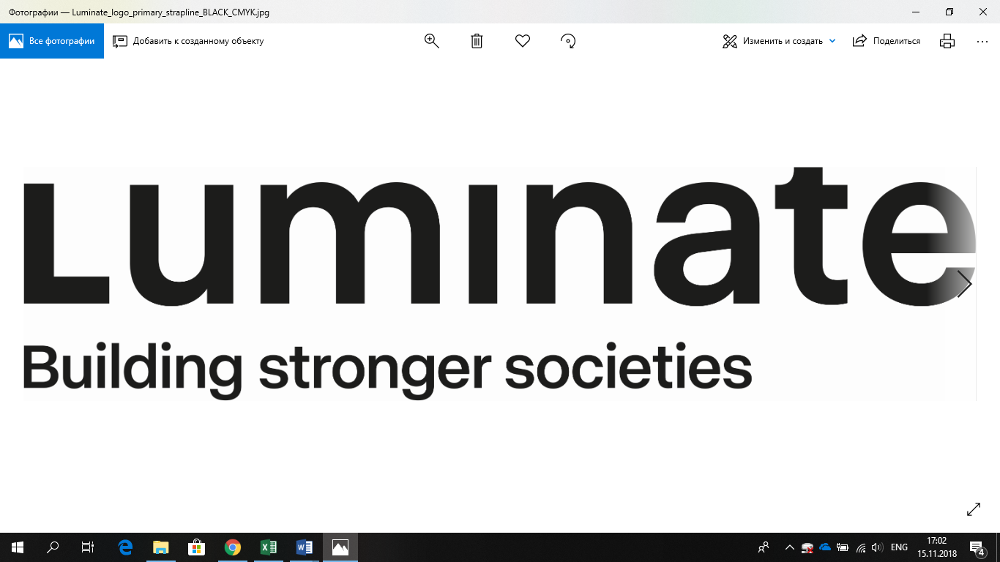 Фотографии — Luminate_logo_primary_strapline_BLACK_CMYK.jpg
Все фотографии Добавить к созданному объекту Изменить и создать Поделиться
Luminate
Building stronger societies
ENG 17:02
15.11.2018 4